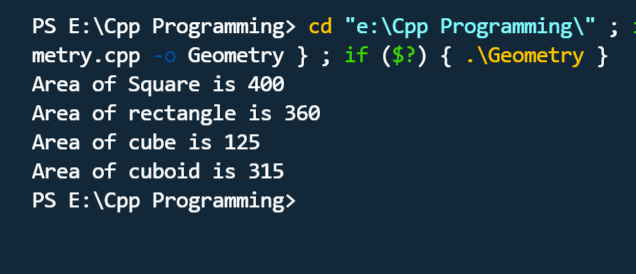 PS E:\Cpp Programming> cd "e:\Cpp Programming\" ;
metry.cpp -o Geometry } ; if ($?) { .\Geometry }
Area of Square is 400
Area of rectangle is 360
Area of cube is 125
Area of cuboid is 315
PS E:\Cpp Programming>